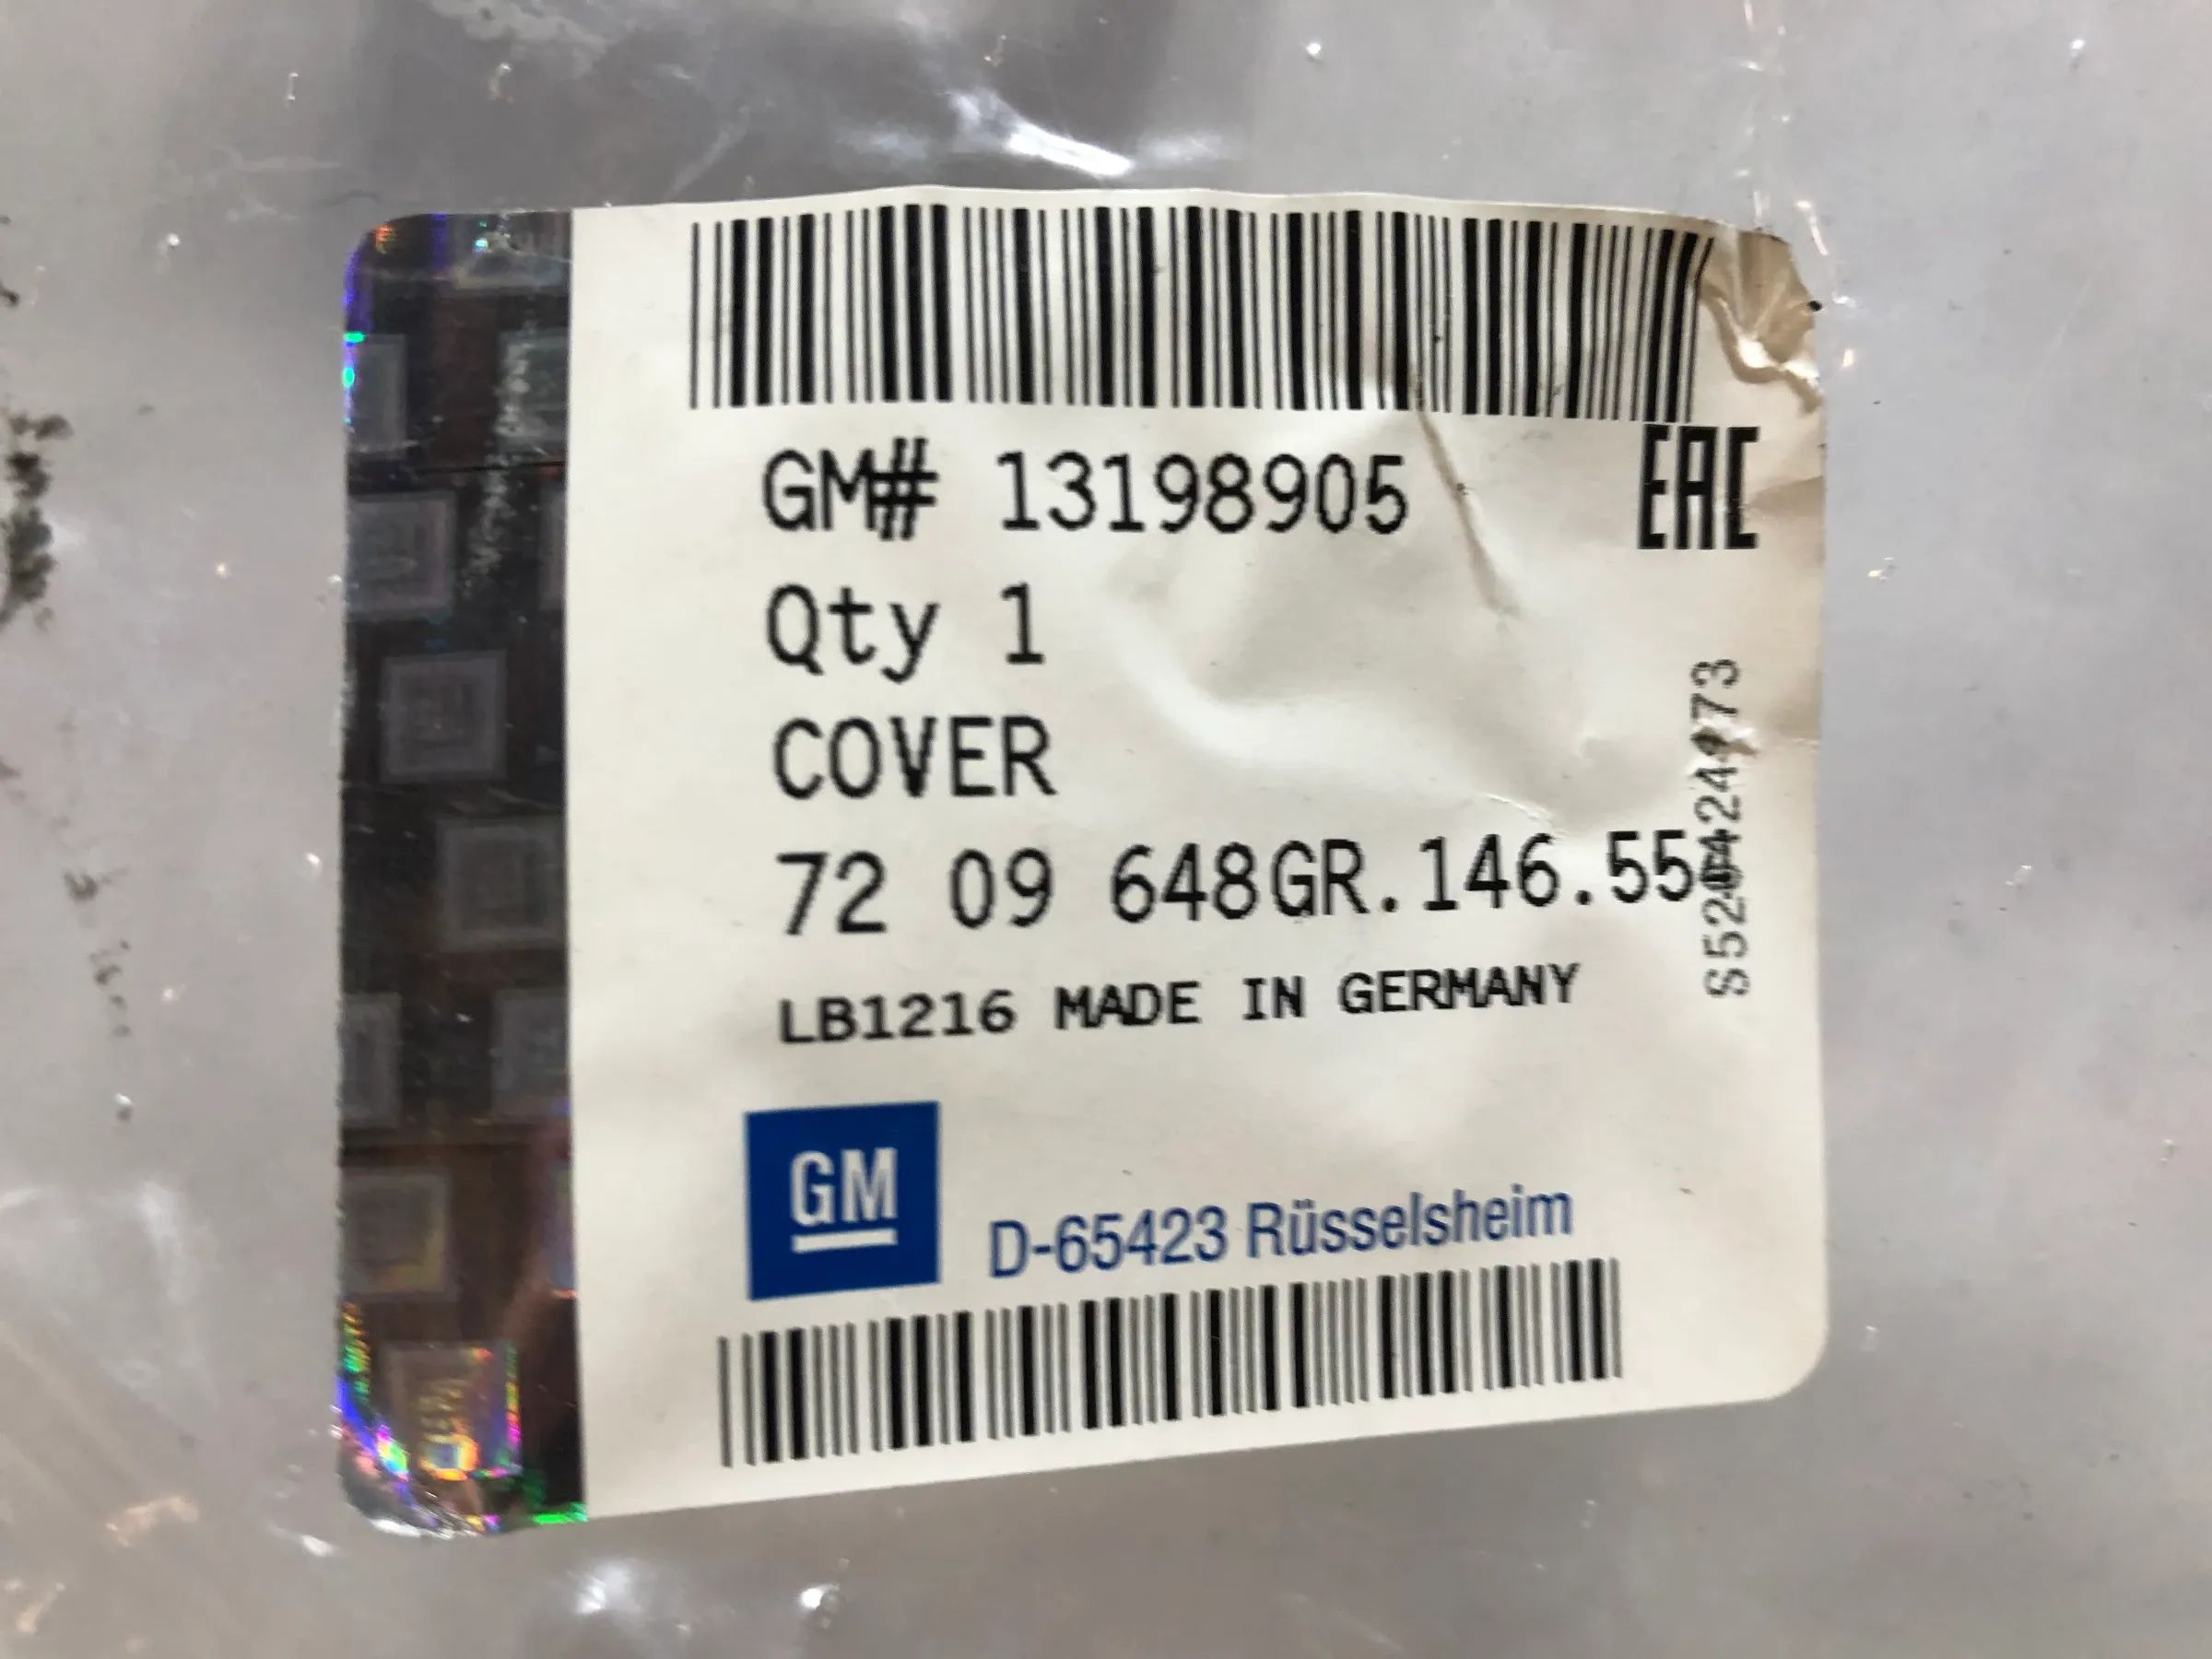 GM# 13198905
EAC
Qty 1
COVER
72 09 648GR.146.55
LB1216 MADE IN GERMANY
GM
D-65423 Rüsselsheim